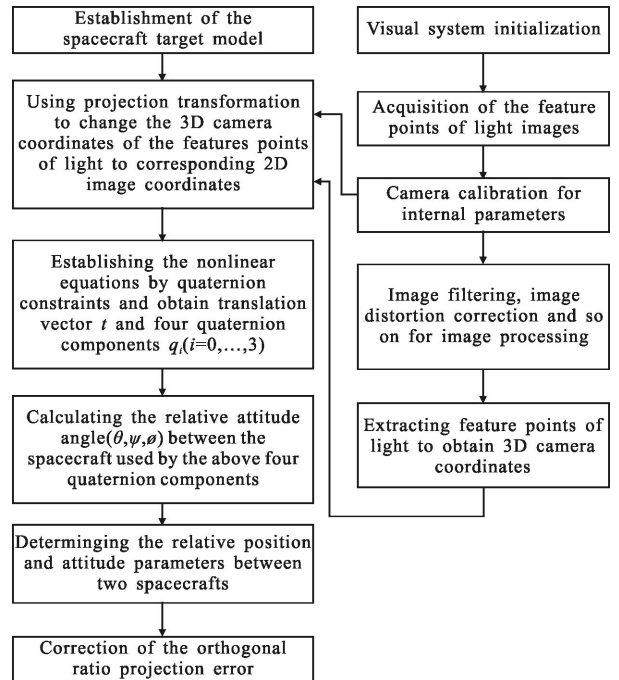 Establishment of the
spacecraft target model
Using projection transformation
to change the 3D camera
coordinates of the features points
of light to corresponding 2D
image coordinates
Establishing the nonlinear
equations by quaternion
constraints and obtain translation
vector t and four quaternion
components qᵢ(i=0,…,3)
Calculating the relative attitude
angle(θ,ψ,ø) between the
spacecraft used by the above four
quaternion components
Determinging the relative position
and attitude parameters between
two spacecrafts
Correction of the orthogonal
ratio projection error
Visual system initialization
Acquisition of the feature
points of light images
Camera calibration for
internal parameters
Image filtering, image
distortion correction and so
on for image processing
Extracting feature points of
light to obtain 3D camera
coordinates